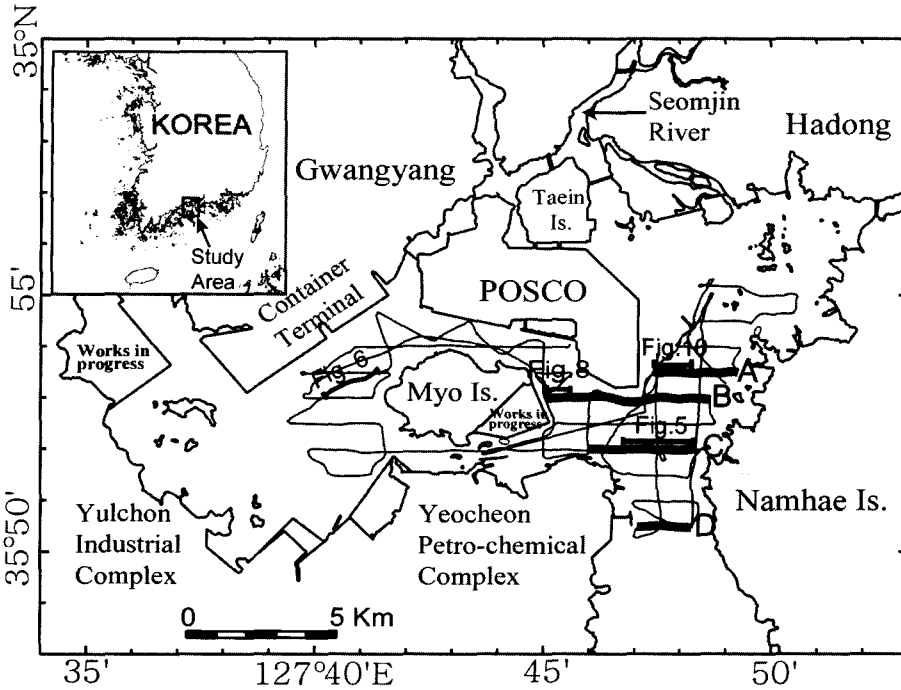 35°N
KOREA
Study
Area
Seomjin
River
Hadong
Gwangyang
Taein
Is.
55'
POSCO
Container
Terminal
Works in
progress
Fig. 6
Fig. 8
Fig.10
A
Myo Is.
Works in
progress
B
Fig.5
Namhae Is.
D
35°50'
Yulchon
Industrial
Complex
Yeocheon
Petro-chemical
Complex
0 5 Km
35' 127°40'E 45' 50'